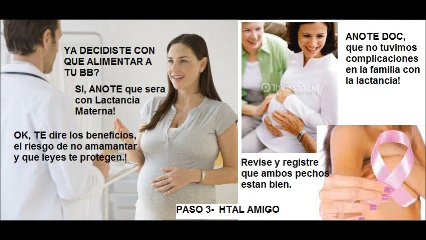 YA DECIDISTE CON
QUE ALIMENTAR A
TU BB?
SI, ANOTE que sera
con Lactancia
Materna!
OK, TE dire los beneficios,
el riesgo de no amamantar
y que leyes te protegen.!
ANOTE DOC,
que no tuvimos
complicaciones
en la familia con
la lactancia!
Thinkstock
Revise y registre
que ambos pechos
estan bien.
PASO 3- HTAL AMIGO